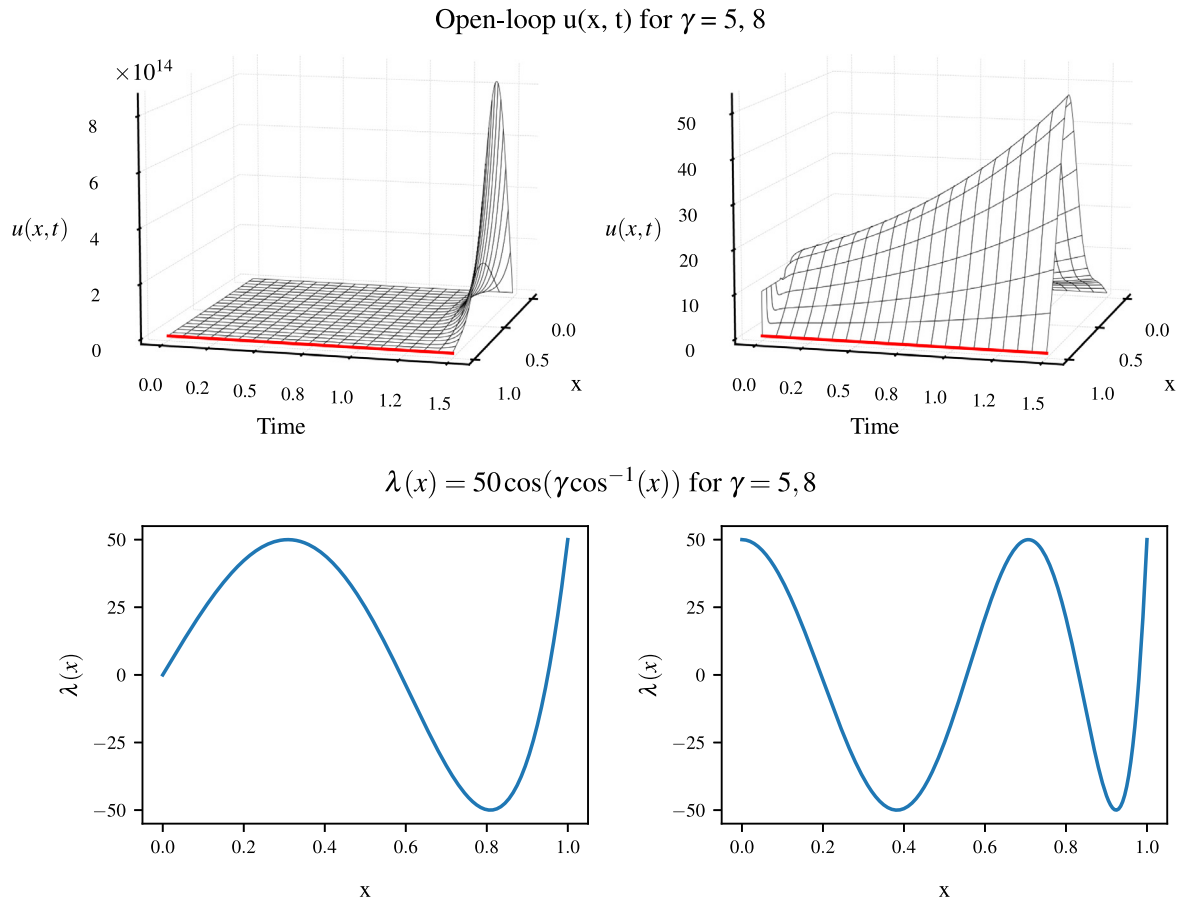 Open-loop u(x, t) for γ = 5, 8
×10¹⁴
8
6
4
2
0
u(x,t)
0.0 0.2 0.5 0.8 1.0 1.2 1.5
Time
0.0
0.5
1.0
x
50
40
30
20
10
0
u(x,t)
0.0 0.2 0.5 0.8 1.0 1.2 1.5
Time
0.0
0.5
1.0
x
λ(x) = 50cos(γcos⁻¹(x)) for γ = 5,8
50
25
0
−25
−50
λ(x)
0.0 0.2 0.4 0.6 0.8 1.0
x
50
25
0
−25
−50
λ(x)
0.0 0.2 0.4 0.6 0.8 1.0
x